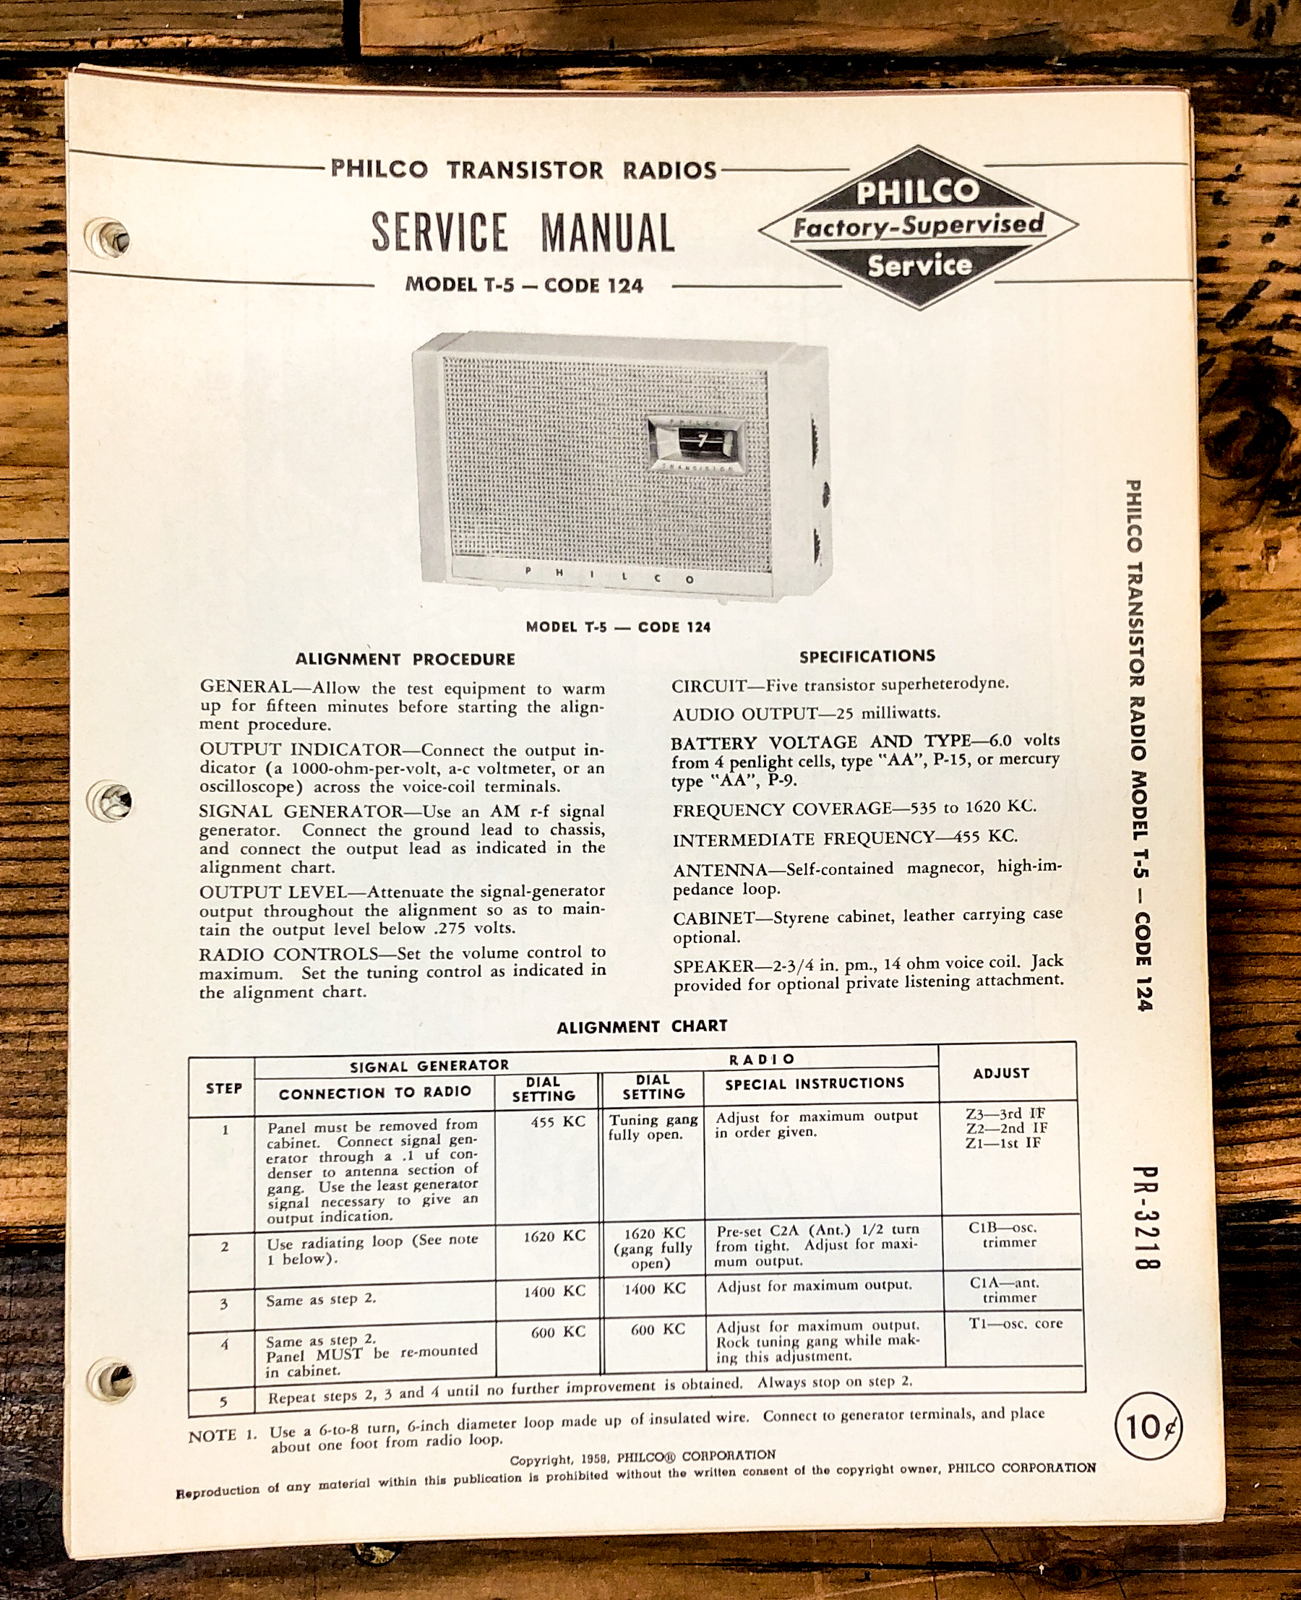 PHILCO TRANSISTOR RADIOS
SERVICE MANUAL
MODEL T-5 — CODE 124
PHILCO
Factory-Supervised
Service
PHILCO
7
TRANSISTOR
P H I L C O
MODEL T-5 — CODE 124
ALIGNMENT PROCEDURE
GENERAL—Allow the test equipment to warm
up for fifteen minutes before starting the align-
ment procedure.
OUTPUT INDICATOR—Connect the output in-
dicator (a 1000-ohm-per-volt, a-c voltmeter, or an
oscilloscope) across the voice-coil terminals.
SIGNAL GENERATOR—Use an AM r-f signal
generator. Connect the ground lead to chassis,
and connect the output lead as indicated in the
alignment chart.
OUTPUT LEVEL—Attenuate the signal-generator
output throughout the alignment so as to main-
tain the output level below .275 volts.
RADIO CONTROLS—Set the volume control to
maximum. Set the tuning control as indicated in
the alignment chart.
SPECIFICATIONS
CIRCUIT—Five transistor superheterodyne.
AUDIO OUTPUT—25 milliwatts.
BATTERY VOLTAGE AND TYPE—6.0 volts
from 4 penlight cells, type "AA", P-15, or mercury
type "AA", P-9.
FREQUENCY COVERAGE—535 to 1620 KC.
INTERMEDIATE FREQUENCY—455 KC.
ANTENNA—Self-contained magnecor, high-im-
pedance loop.
CABINET—Styrene cabinet, leather carrying case
optional.
SPEAKER—2-3/4 in. pm., 14 ohm voice coil. Jack
provided for optional private listening attachment.
ALIGNMENT CHART
STEP
SIGNAL GENERATOR
RADIO
ADJUST
CONNECTION TO RADIO
DIAL
SETTING
DIAL
SETTING
SPECIAL INSTRUCTIONS
1
Panel must be removed from
cabinet. Connect signal gen-
erator through a .1 uf con-
denser to antenna section of
gang. Use the least generator
signal necessary to give an
output indication.
455 KC
Tuning gang
fully open.
Adjust for maximum output
in order given.
Z3—3rd IF
Z2—2nd IF
Z1—1st IF
2
Use radiating loop (See note
1 below).
1620 KC
1620 KC
(gang fully
open)
Pre-set C2A (Ant.) 1/2 turn
from tight. Adjust for maxi-
mum output.
C1B—osc.
trimmer
3
Same as step 2.
1400 KC
1400 KC
Adjust for maximum output.
C1A—ant.
trimmer
4
Same as step 2.
Panel MUST be re-mounted
in cabinet.
600 KC
600 KC
Adjust for maximum output.
Rock tuning gang while mak-
ing this adjustment.
T1—osc. core
5
Repeat steps 2, 3 and 4 until no further improvement is obtained. Always stop on step 2.
NOTE 1. Use a 6-to-8 turn, 6-inch diameter loop made up of insulated wire. Connect to generator terminals, and place
about one foot from radio loop.
Copyright, 1958, PHILCO® CORPORATION
Reproduction of any material within this publication is prohibited without the written consent of the copyright owner, PHILCO CORPORATION
PHILCO TRANSISTOR RADIO MODEL T-5 — CODE 124
PR-3218
10¢